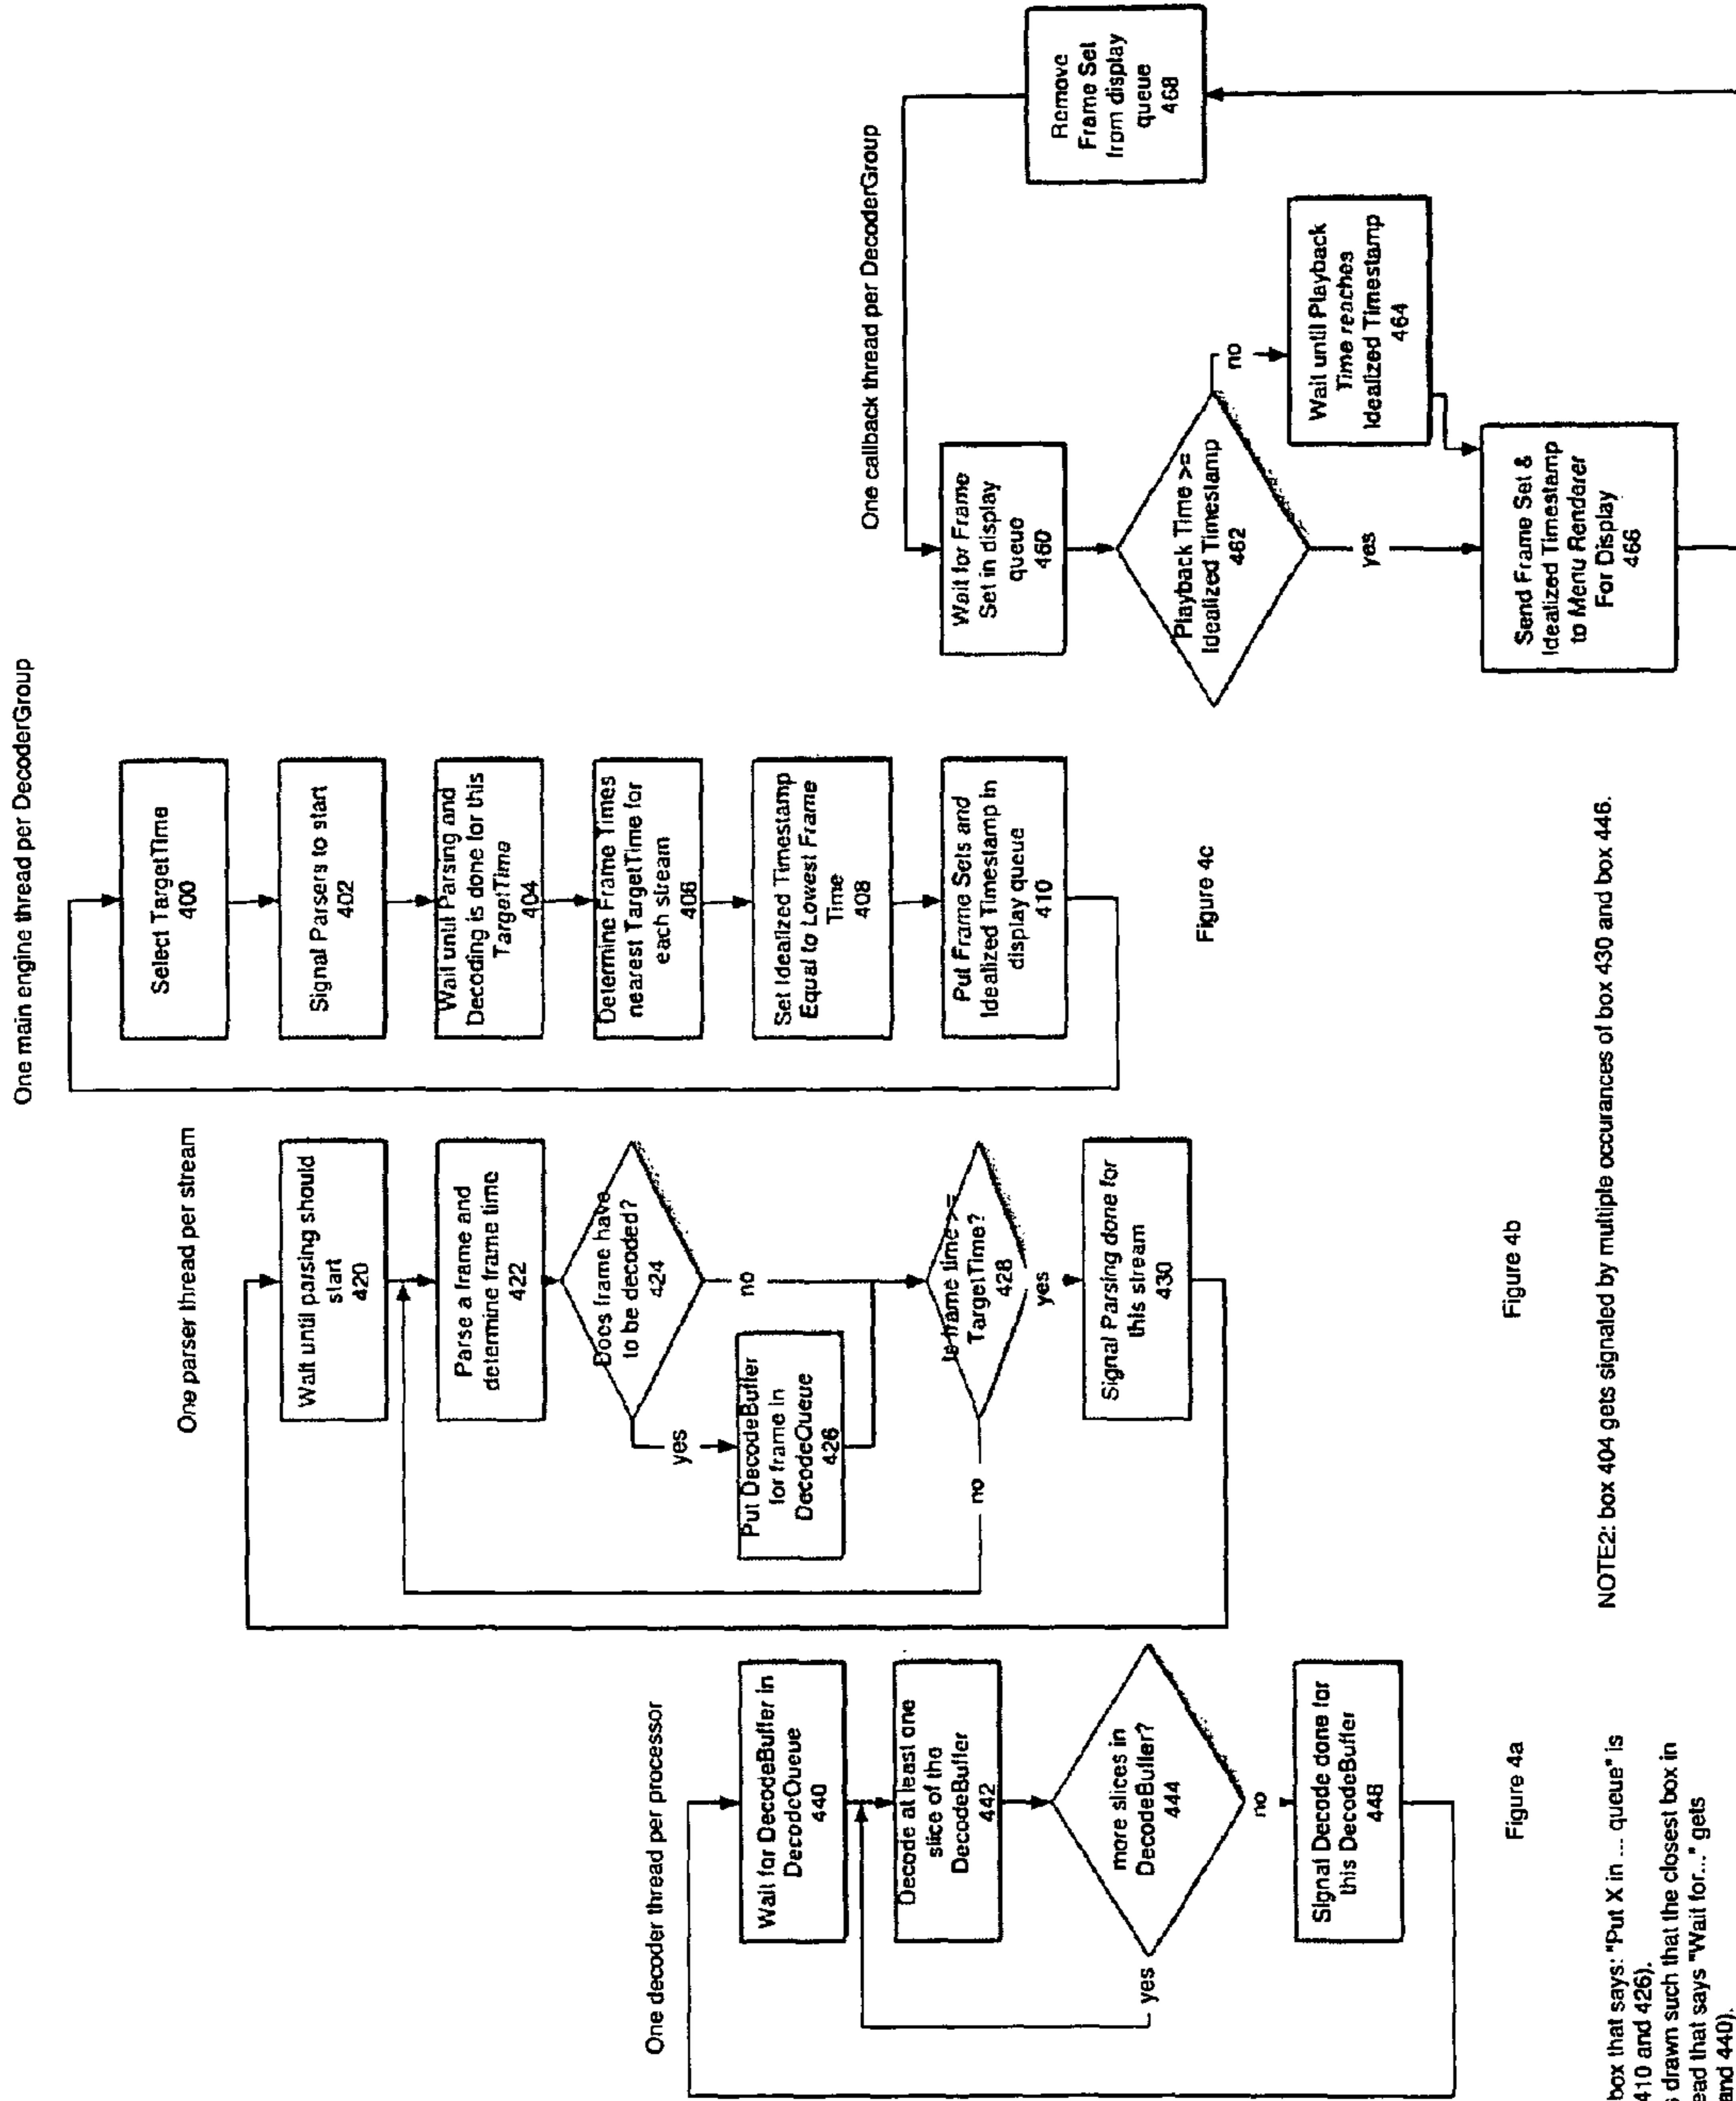 One main engine thread per DecoderGroup
Select TargetTime
400
Signal Parsers to start
402
Wait until Parsing and
Decoding is done for this
TargetTime
404
Determine Frame Times
nearest TargetTime for
each stream
406
Set Idealized Timestamp
Equal to Lowest Frame
Time
408
Put Frame Sets and
Idealized Timestamp in
display queue
410
Figure 4c
One parser thread per stream
Wait until parsing should
start
420
Parse a frame and
determine frame time
422
Does frame have
to be decoded?
424
yes
no
Put DecodeBuffer
for frame in
DecodeQueue
426
Is frame time >=
TargetTime?
428
no
yes
Signal Parsing done for
this stream
430
Figure 4b
One decoder thread per processor
Wait for DecodeBuffer in
DecodeQueue
440
Decode at least one
slice of the
DecodeBuffer
442
more slices in
DecodeBuffer?
444
yes
no
Signal Decode done for
this DecodeBuffer
448
Figure 4a
One callback thread per DecoderGroup
Wait for Frame
Set in display
queue
460
Playback Time >=
Idealized Timestamp
462
no
yes
Wait until Playback
Time reaches
Idealized Timestamp
464
Send Frame Set &
Idealized Timestamp
to Menu Renderer
For Display
466
Remove
Frame Set
from display
queue
468
box that says: "Put X in ... queue" is
410 and 426).
s drawn such that the closest box in
ead that says "Wait for..." gets
and 440).
NOTE2: box 404 gets signaled by multiple occurances of box 430 and box 446.